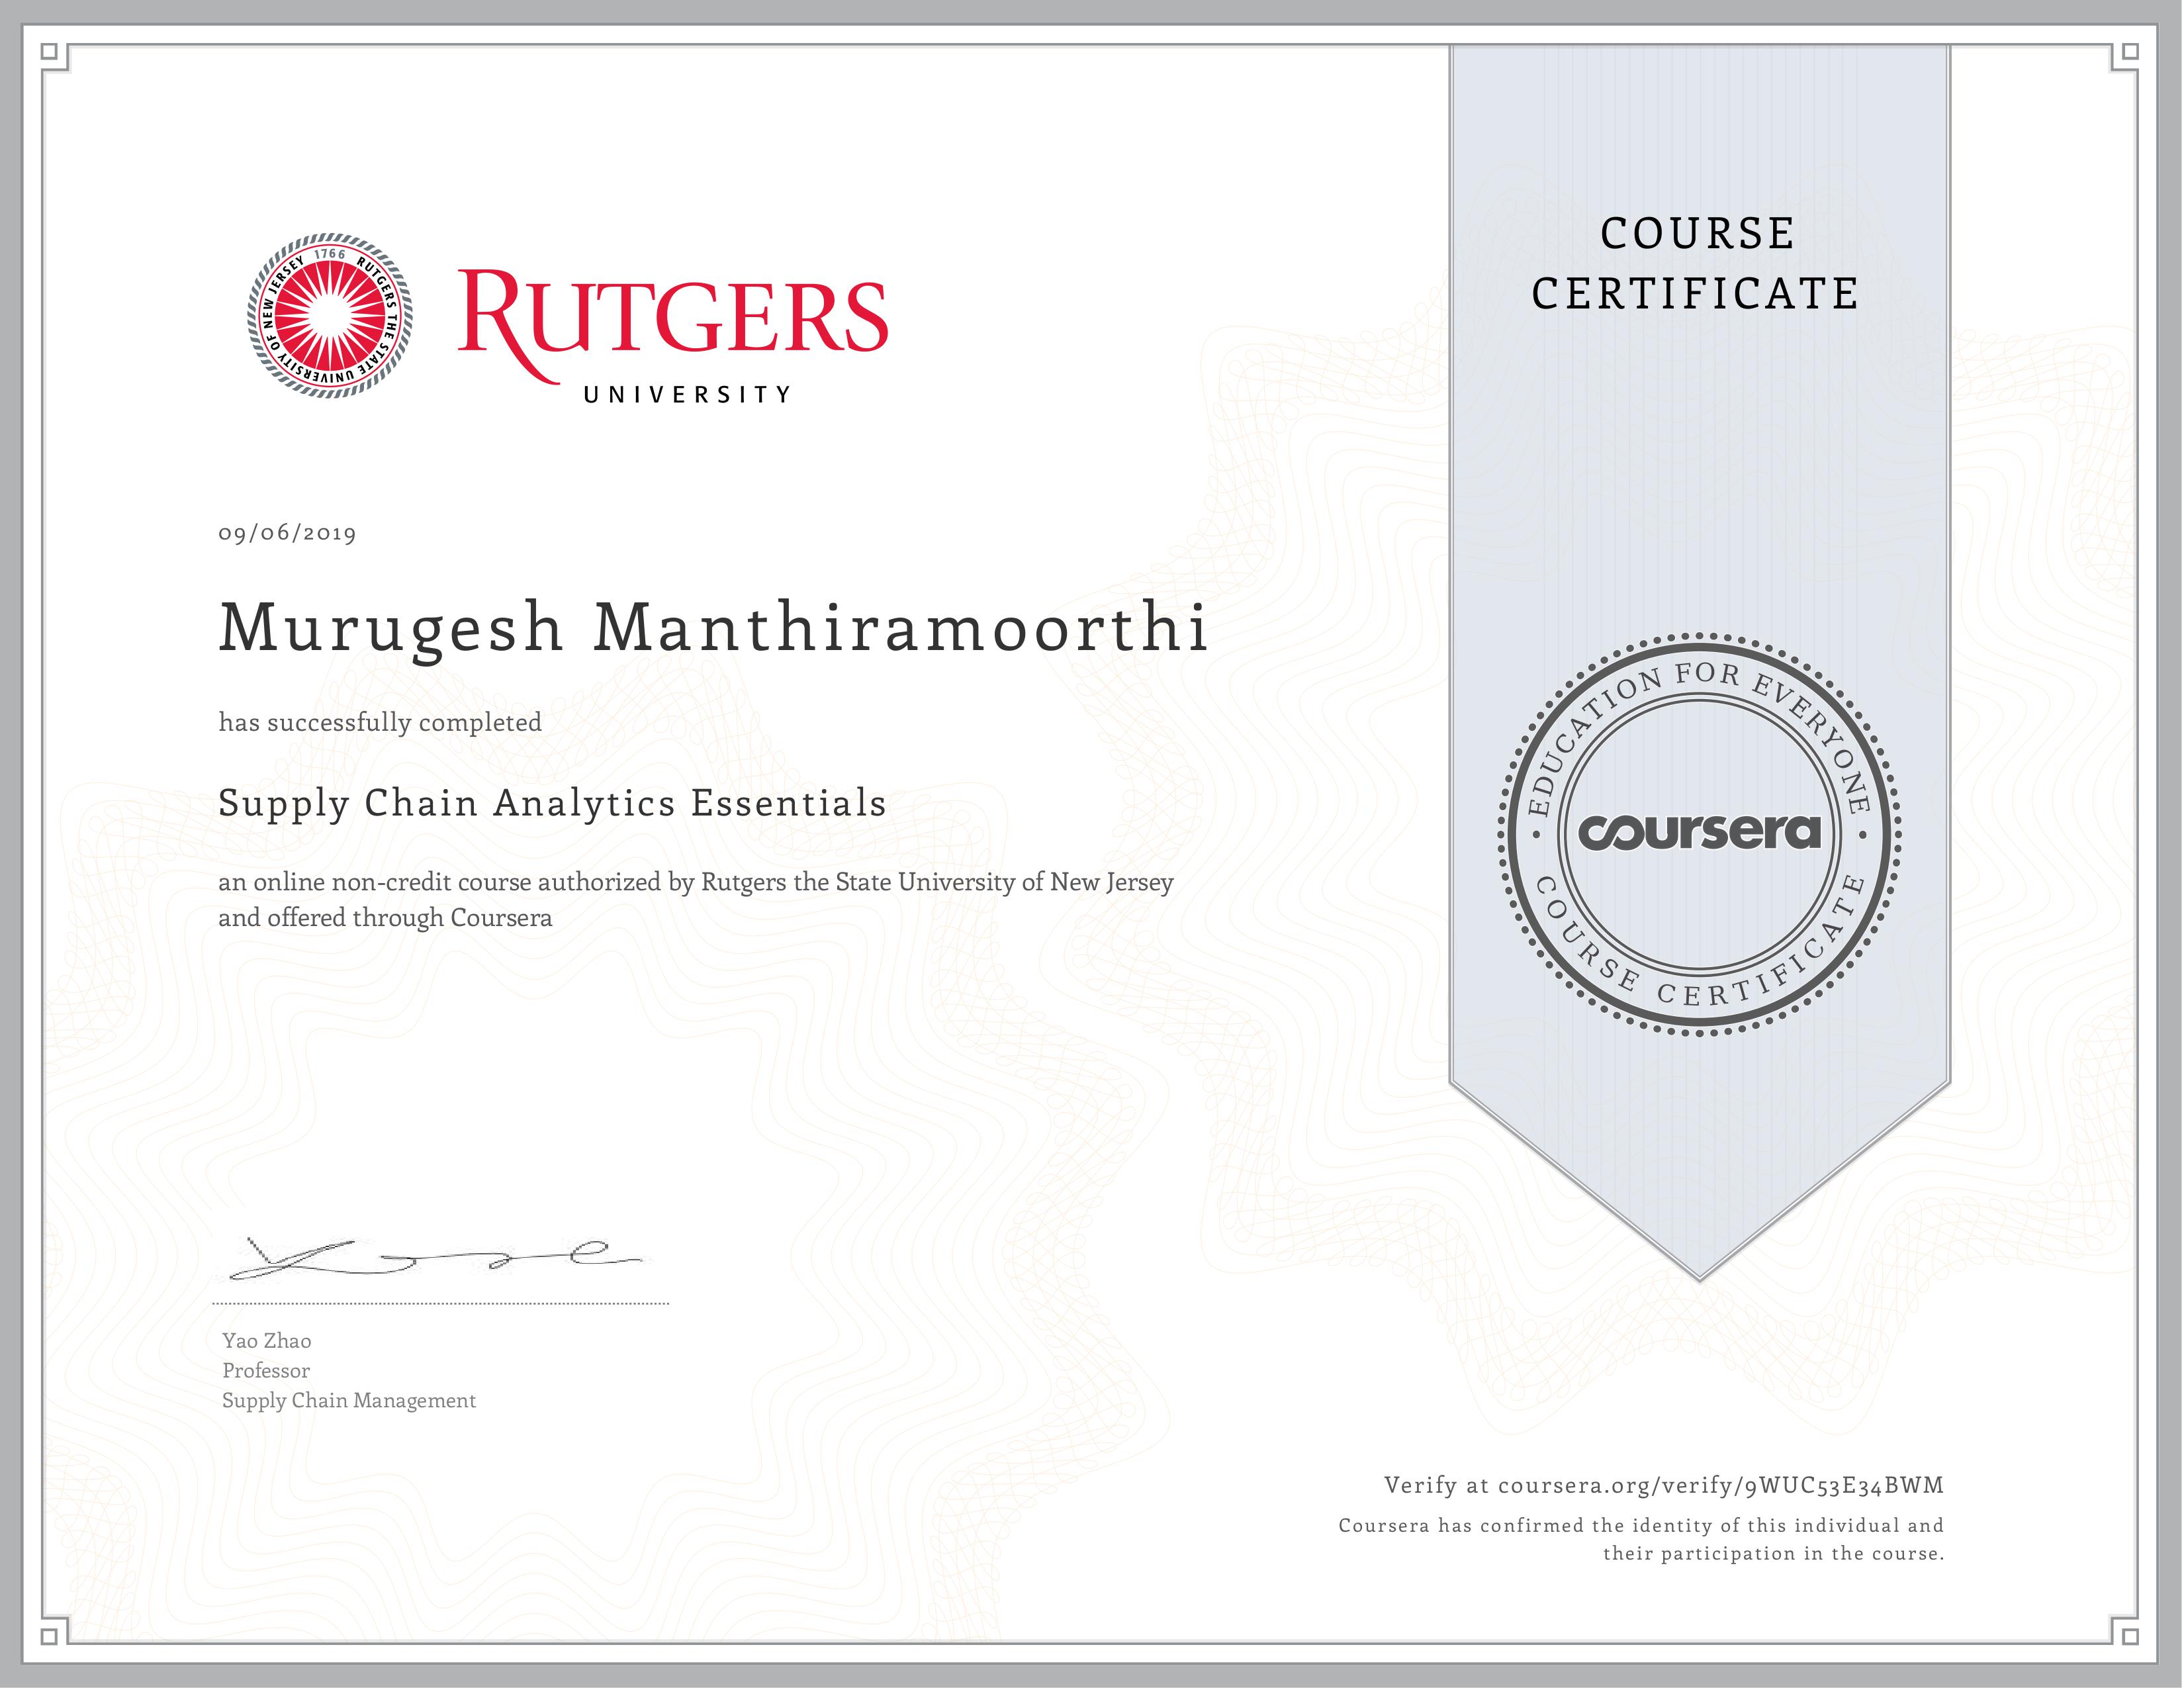 1766
RUTGERS THE STATE UNIVERSITY OF NEW JERSEY
RUTGERS
UNIVERSITY
COURSE
CERTIFICATE
09/06/2019
Murugesh Manthiramoorthi
has successfully completed
Supply Chain Analytics Essentials
an online non-credit course authorized by Rutgers the State University of New Jersey
and offered through Coursera
EDUCATION FOR EVERYONE
coursera
COURSE CERTIFICATE
Yao Zhao
Professor
Supply Chain Management
Verify at coursera.org/verify/9WUC53E34BWM
Coursera has confirmed the identity of this individual and
their participation in the course.